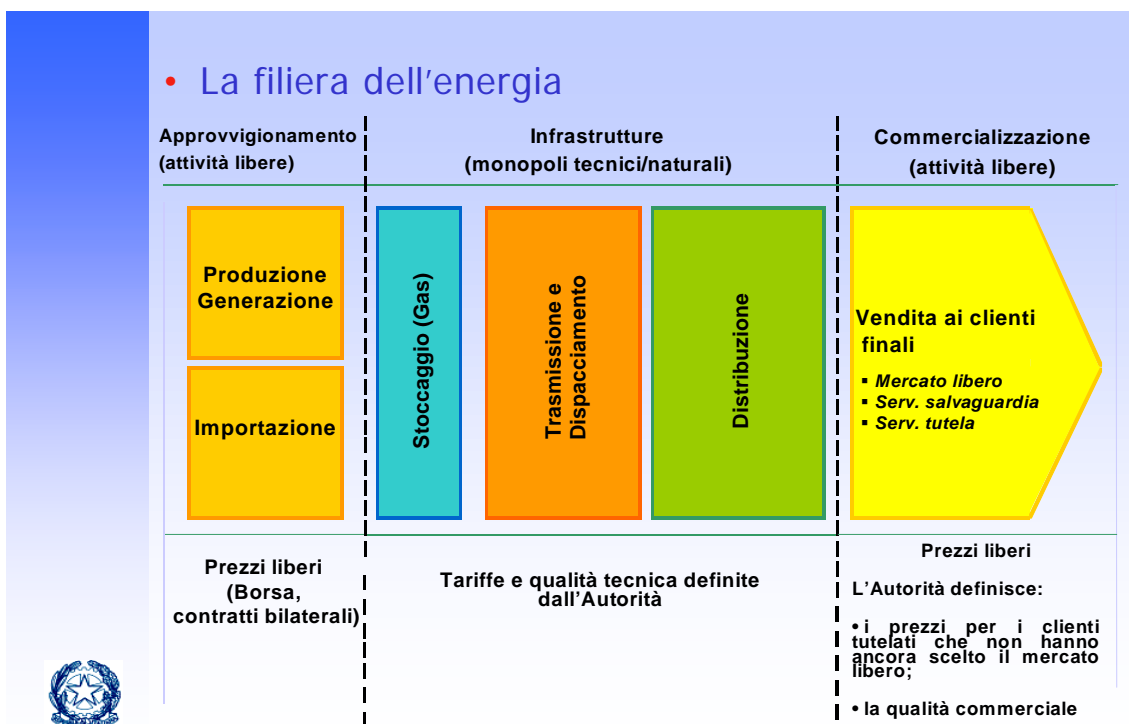 • La filiera dell'energia
Approvvigionamento
(attività libere)
Infrastrutture
(monopoli tecnici/naturali)
Commercializzazione
(attività libere)
Produzione
Generazione
Importazione
Stoccaggio (Gas)
Trasmissione e
Dispacciamento
Distribuzione
Vendita ai clienti
finali
▪ Mercato libero
▪ Serv. salvaguardia
▪ Serv. tutela
Prezzi liberi
(Borsa,
contratti bilaterali)
Tariffe e qualità tecnica definite
dall'Autorità
Prezzi liberi
L'Autorità definisce:
• i prezzi per i clienti
tutelati che non hanno
ancora scelto il mercato
libero;
• la qualità commerciale